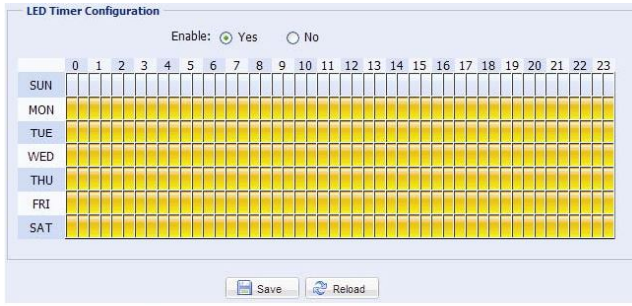 LED Timer Configuration
Enable: Yes No
0 1 2 3 4 5 6 7 8 9 10 11 12 13 14 15 16 17 18 19 20 21 22 23
SUN
MON
TUE
WED
THU
FRI
SAT
Save Reload